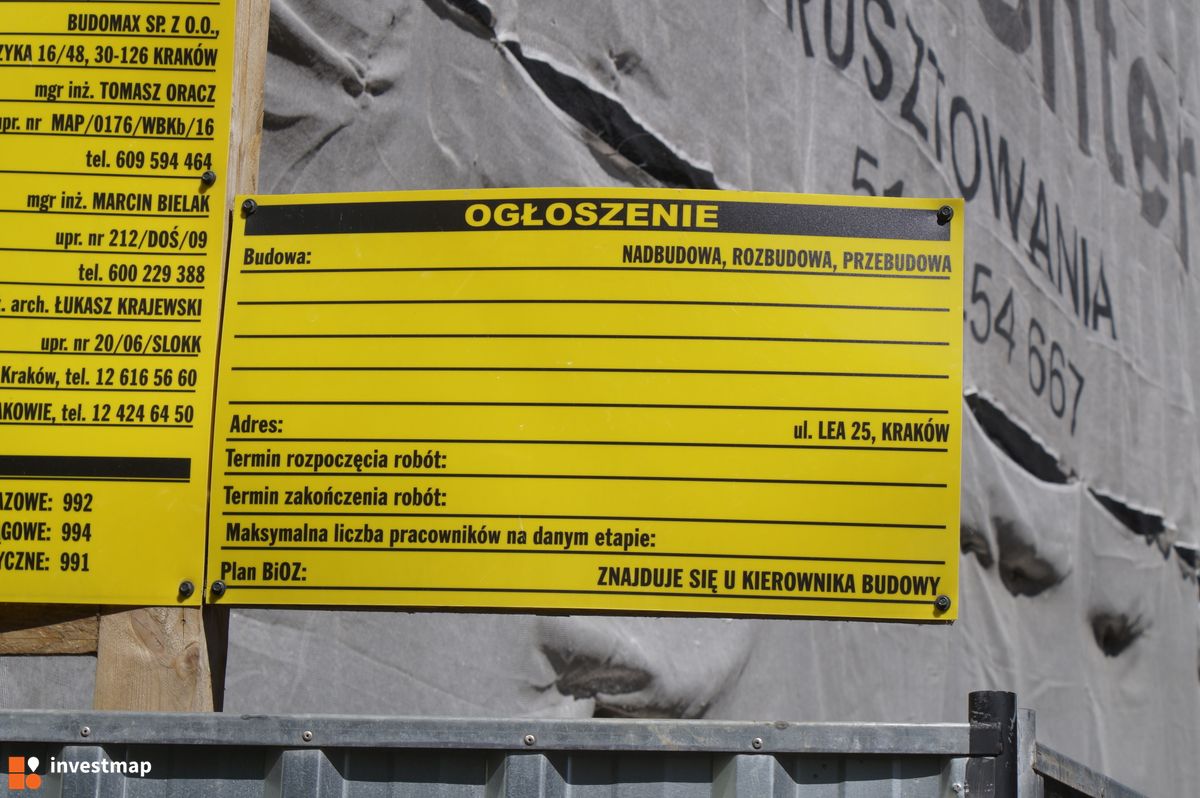 BUDOMAX SP. Z O.O.,
ZYKA 16/48, 30-126 KRAKÓW
mgr inż. TOMASZ ORACZ
upr. nr MAP/0176/WBKb/16
tel. 609 594 464
mgr inż. MARCIN BIELAK
upr. nr 212/DOŚ/09
tel. 600 229 388
. arch. ŁUKASZ KRAJEWSKI
upr. nr 20/06/SLOKK
Kraków, tel. 12 616 56 60
AKOWIE, tel. 12 424 64 50
AZOWE: 992
ĄGOWE: 994
YCZNE: 991
OGŁOSZENIE
Budowa: NADBUDOWA, ROZBUDOWA, PRZEBUDOWA
Adres: ul. LEA 25, KRAKÓW
Termin rozpoczęcia robót:
Termin zakończenia robót:
Maksymalna liczba pracowników na danym etapie:
Plan BiOZ: ZNAJDUJE SIĘ U KIEROWNIKA BUDOWY
nter
RUSZTOWANIA
51
54 667
investmap